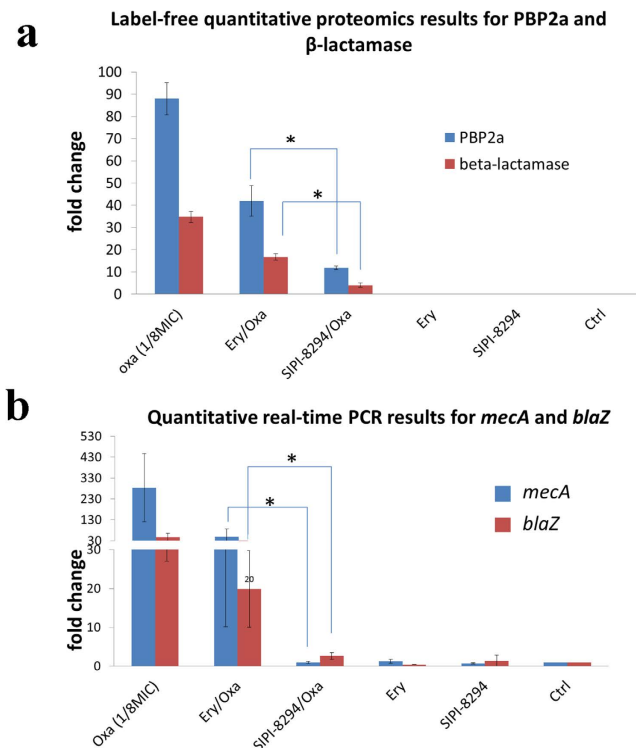 a
Label-free quantitative proteomics results for PBP2a and
β-lactamase
100
90
80
70
60
50
40
30
20
10
0
fold change
PBP2a
beta-lactamase
*
*
oxa (1/8MIC)
Ery/Oxa
SIPI-8294/Oxa
Ery
SIPI-8294
Ctrl
b
Quantitative real-time PCR results for mecA and blaZ
530
430
330
230
130
30
30
20
10
0
fold change
mecA
blaZ
*
*
20
Oxa (1/8MIC)
Ery/Oxa
SIPI-8294/Oxa
Ery
SIPI-8294
Ctrl